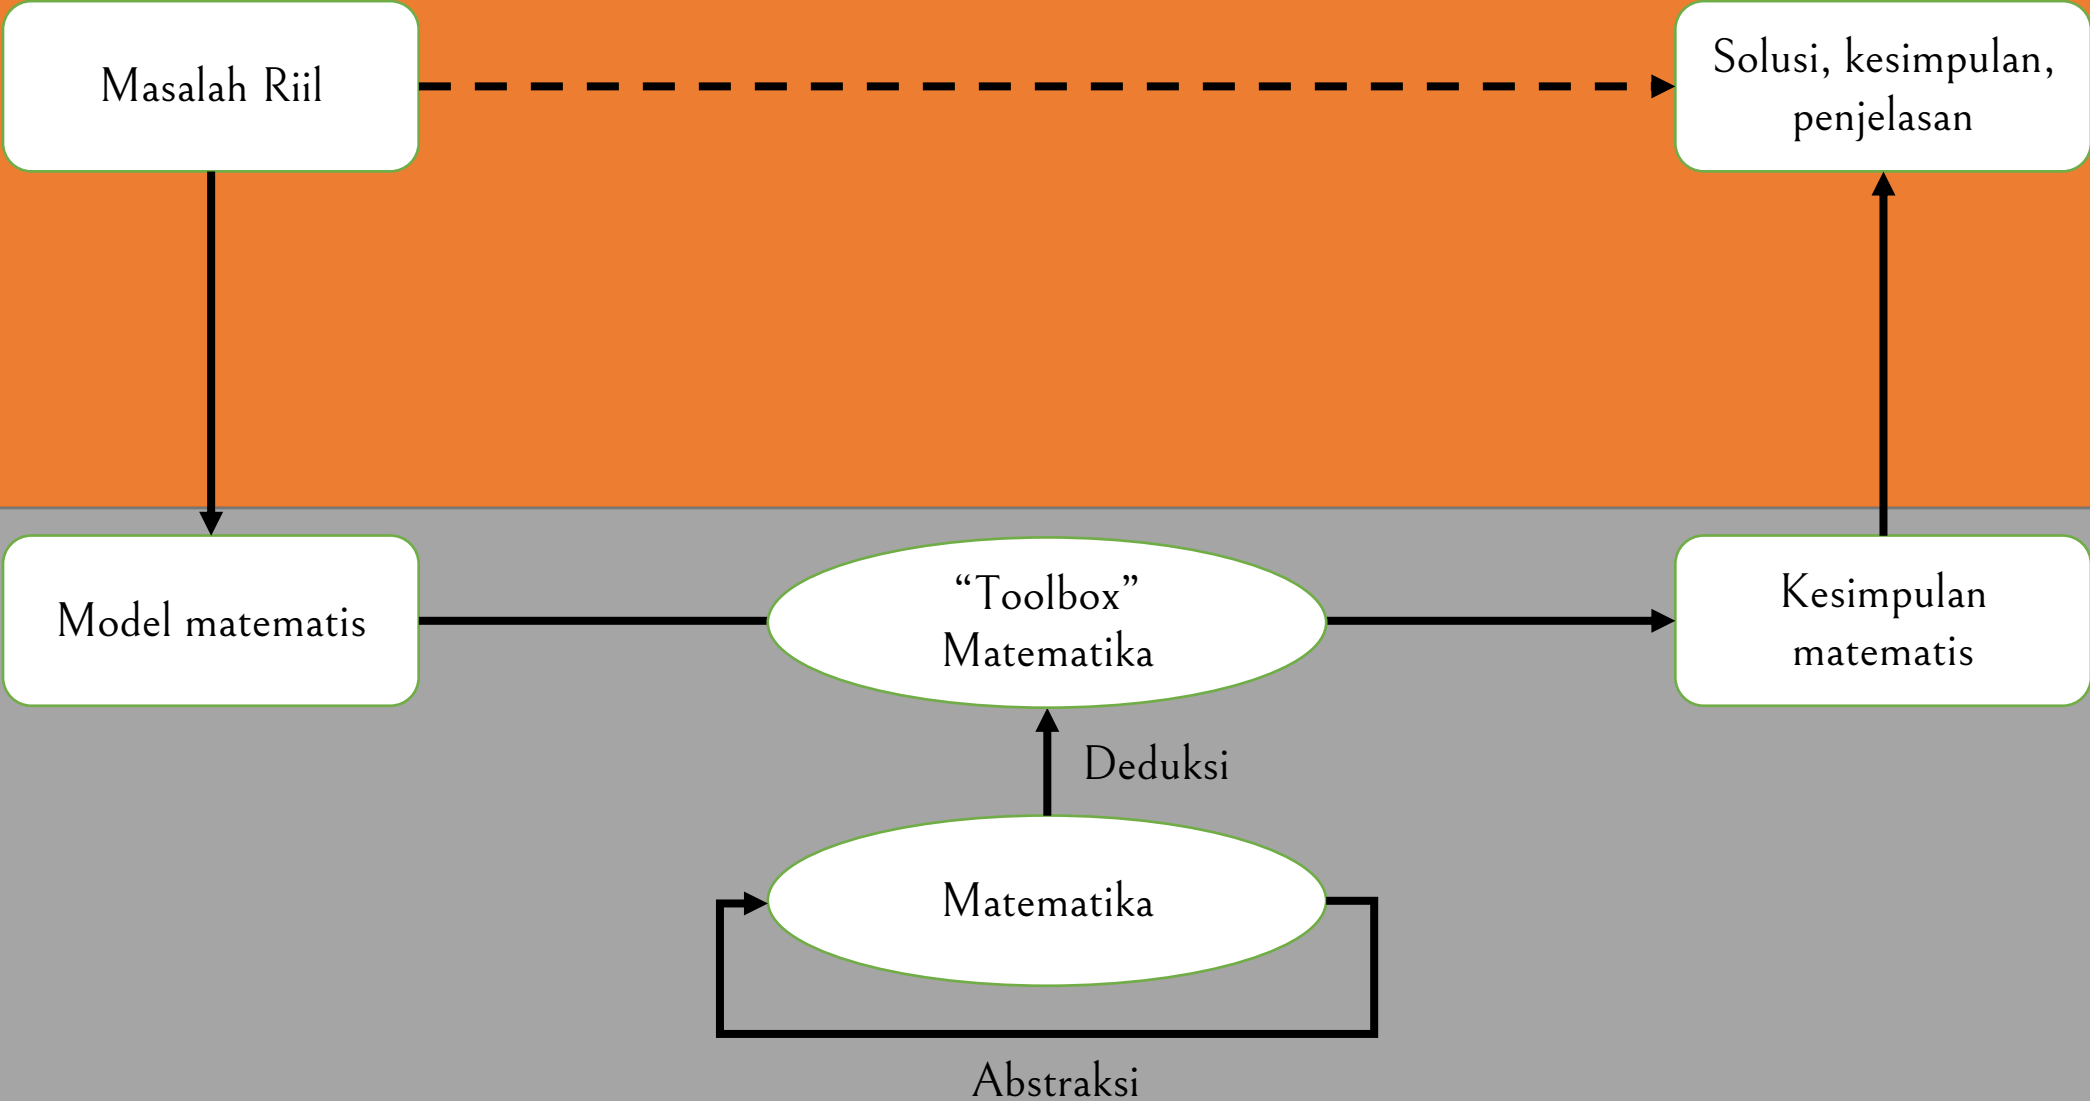 Masalah Riil
Solusi, kesimpulan,
penjelasan
Model matematis
“Toolbox”
Matematika
Kesimpulan
matematis
Deduksi
Matematika
Abstraksi